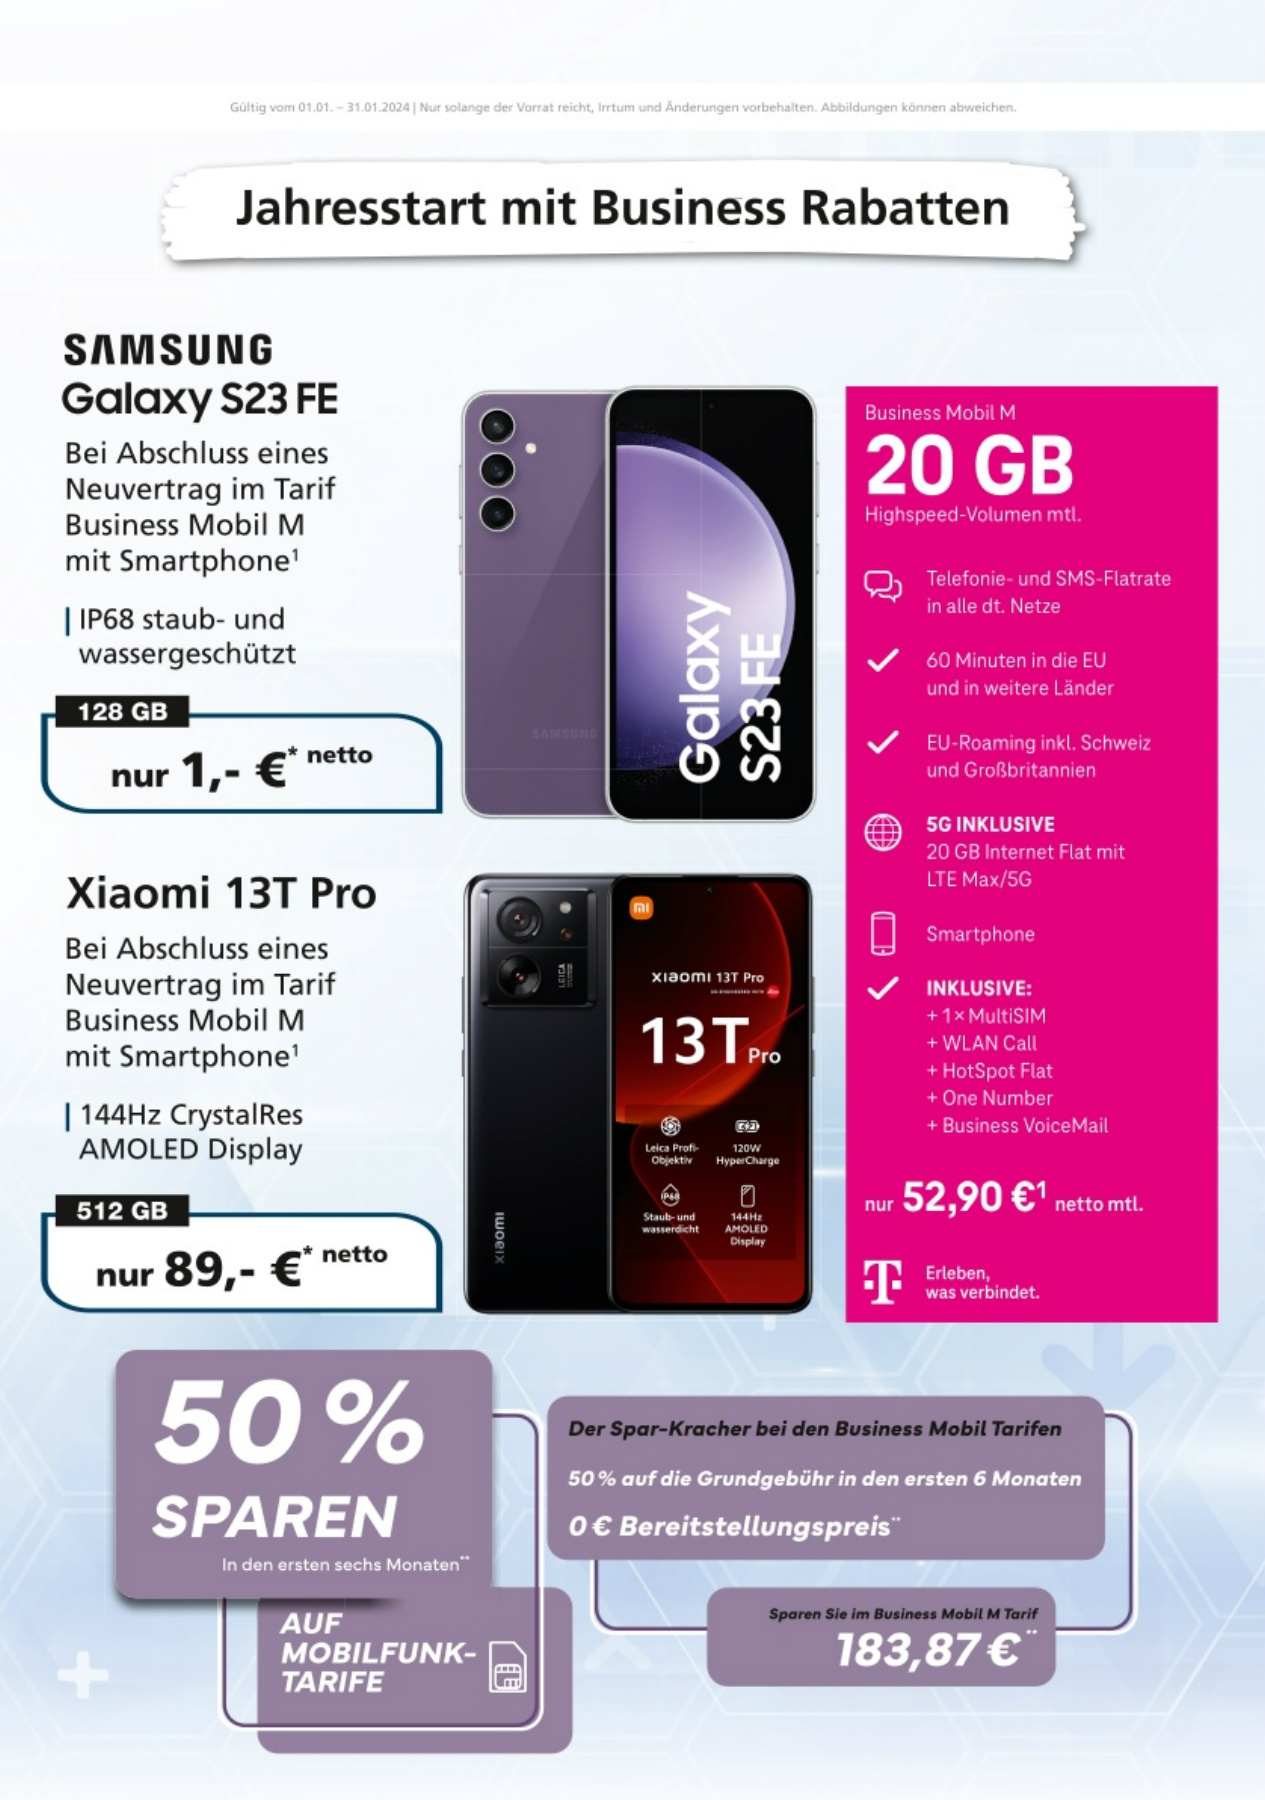 Gültig vom 01.01. – 31.01.2024 | Nur solange der Vorrat reicht, Irrtum und Änderungen vorbehalten. Abbildungen können abweichen.
Jahresstart mit Business Rabatten
SAMSUNG
Galaxy S23 FE
Bei Abschluss eines
Neuvertrag im Tarif
Business Mobil M
mit Smartphone¹
| IP68 staub- und
wassergeschützt
128 GB
nur 1,- €* netto
SAMSUNG
Galaxy
S23 FE
Xiaomi 13T Pro
Bei Abschluss eines
Neuvertrag im Tarif
Business Mobil M
mit Smartphone¹
| 144Hz CrystalRes
AMOLED Display
512 GB
nur 89,- €* netto
LEICA
xiaomi
mi
xiaomi 13T Pro
13T Pro
Leica Profi-
Objektiv
120W
HyperCharge
IP68
Staub- und
wasserdicht
144Hz
AMOLED
Display
Business Mobil M
20 GB
Highspeed-Volumen mtl.
Telefonie- und SMS-Flatrate
in alle dt. Netze
60 Minuten in die EU
und in weitere Länder
EU-Roaming inkl. Schweiz
und Großbritannien
5G INKLUSIVE
20 GB Internet Flat mit
LTE Max/5G
Smartphone
INKLUSIVE:
+ 1× MultiSIM
+ WLAN Call
+ HotSpot Flat
+ One Number
+ Business VoiceMail
nur 52,90 €¹ netto mtl.
T
Erleben,
was verbindet.
50 %
SPAREN
In den ersten sechs Monaten**
AUF
MOBILFUNK-
TARIFE
Der Spar-Kracher bei den Business Mobil Tarifen
50 % auf die Grundgebühr in den ersten 6 Monaten
0 € Bereitstellungspreis**
Sparen Sie im Business Mobil M Tarif
183,87 €**